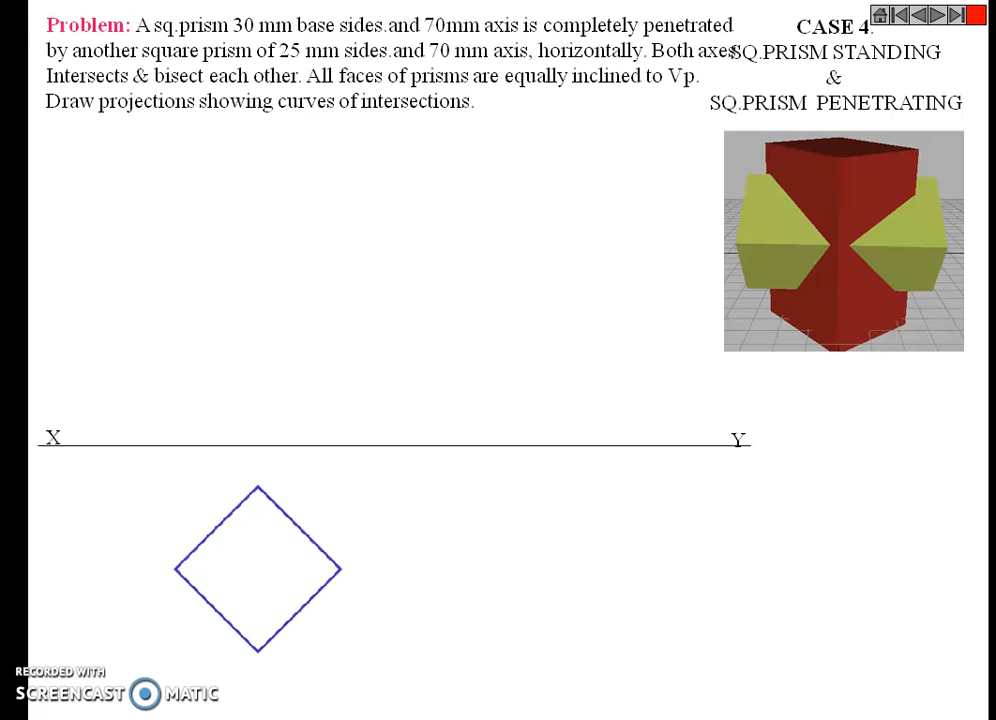 Problem: A sq.prism 30 mm base sides.and 70mm axis is completely penetrated
by another square prism of 25 mm sides.and 70 mm axis, horizontally. Both axes
Intersects & bisect each other. All faces of prisms are equally inclined to Vp.
Draw projections showing curves of intersections.
CASE 4.
SQ.PRISM STANDING
&
SQ.PRISM PENETRATING
X
Y
RECORDED WITH
SCREENCAST MATIC